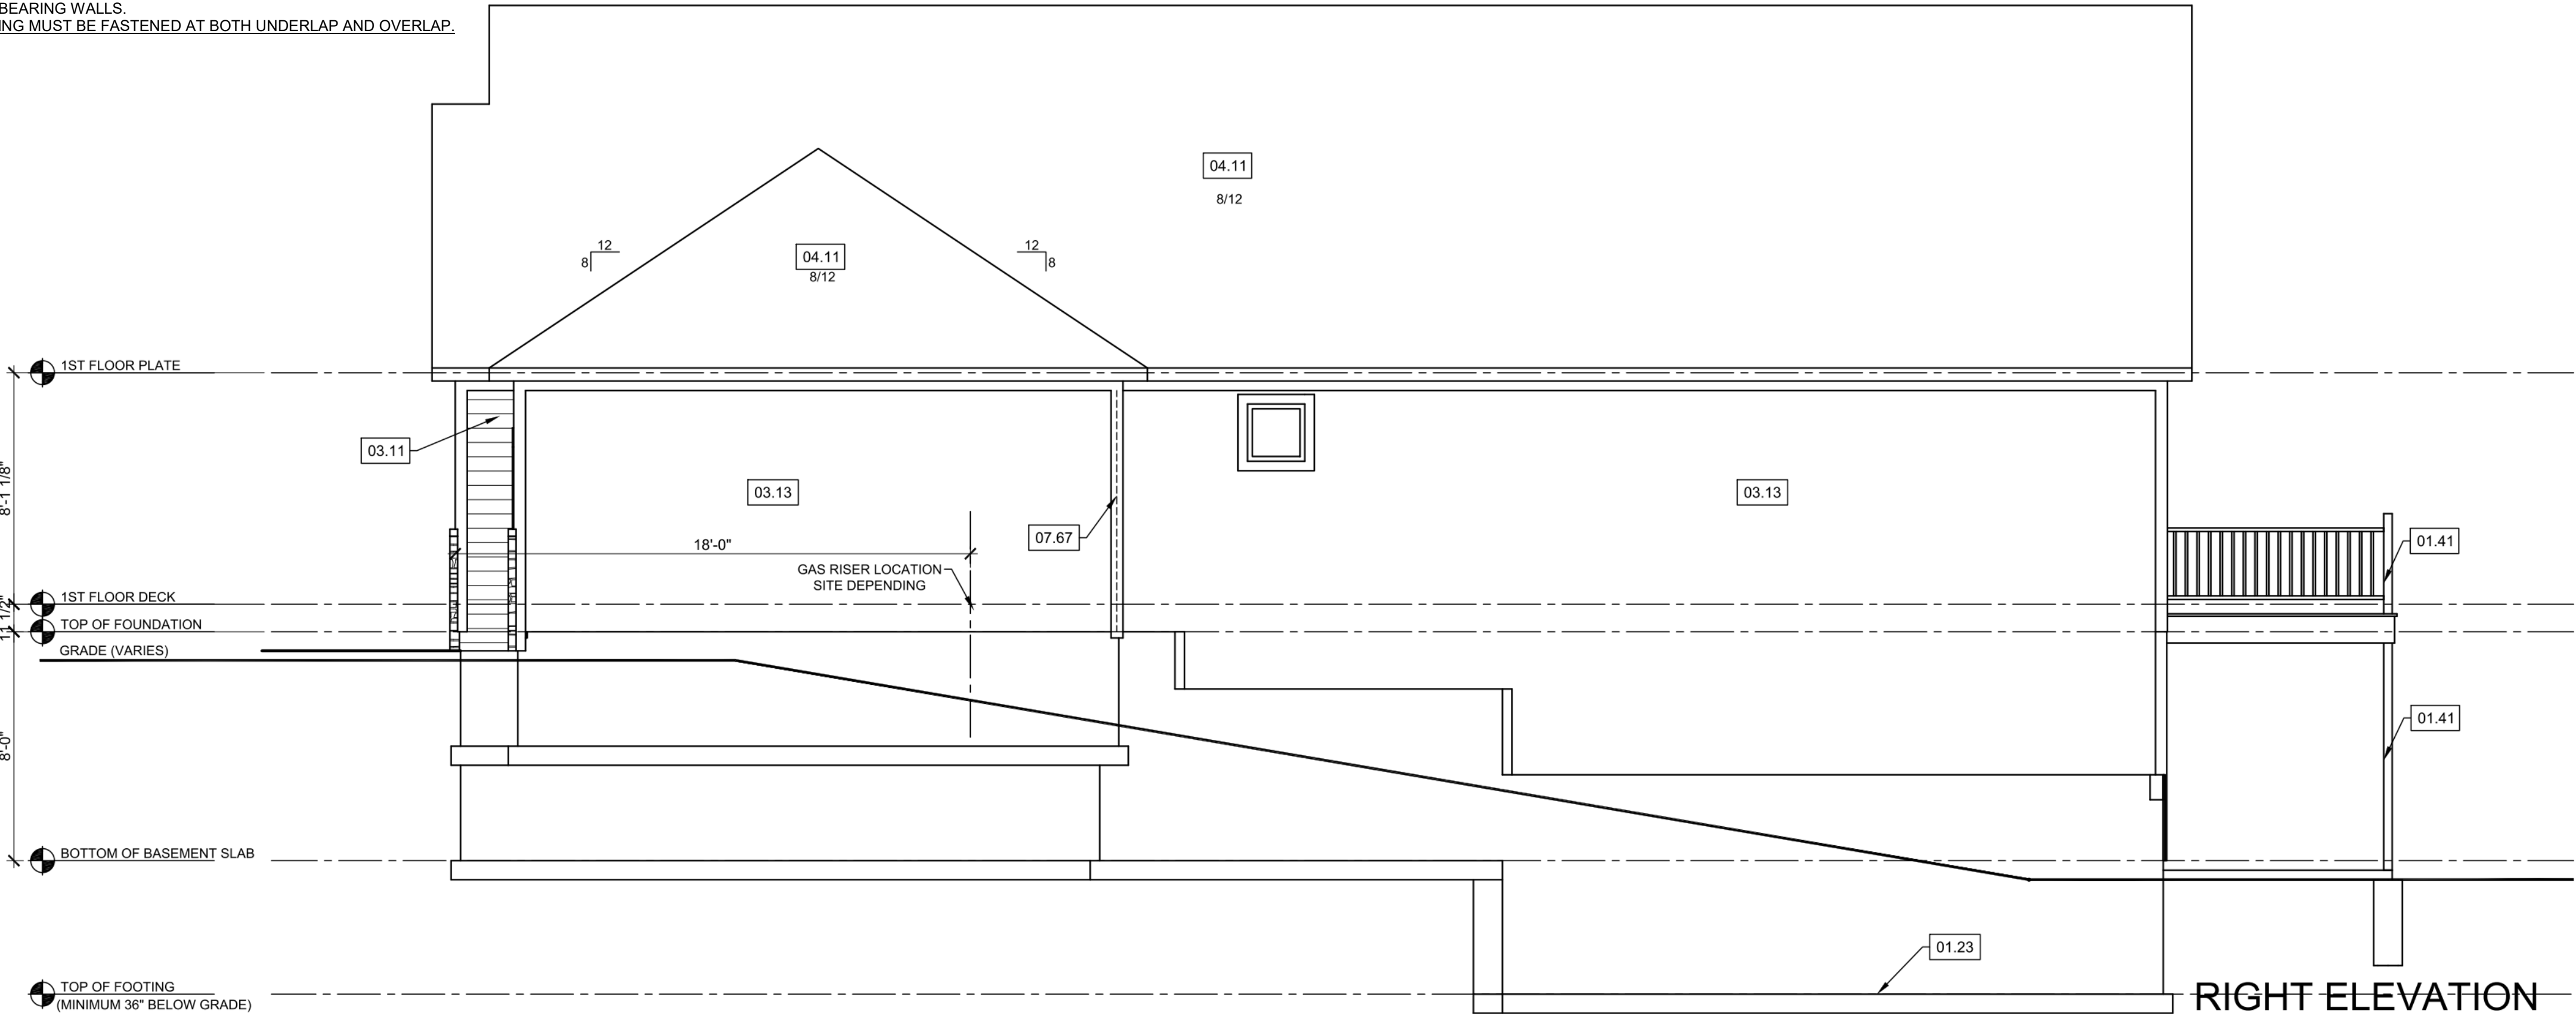 BEARING WALLS.
ING MUST BE FASTENED AT BOTH UNDERLAP AND OVERLAP.
04.11
8/12
12
8
04.11
8/12
12
8
1ST FLOOR PLATE
03.11
8'-1 1/8"
03.13
03.13
07.67
18'-0"
01.41
GAS RISER LOCATION
SITE DEPENDING
1ST FLOOR DECK
11 1/2"
TOP OF FOUNDATION
GRADE (VARIES)
01.41
8'-0"
BOTTOM OF BASEMENT SLAB
01.23
TOP OF FOOTING
(MINIMUM 36" BELOW GRADE)
RIGHT ELEVATION